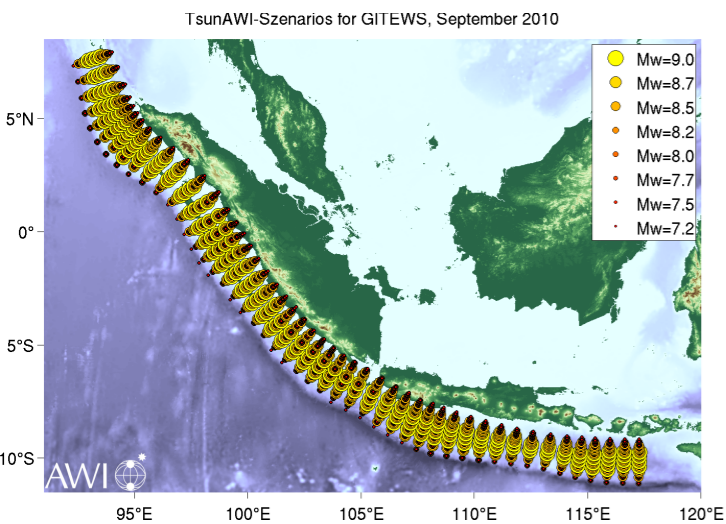 TsunAWI-Szenarios for GITEWS, September 2010
Mw=9.0
Mw=8.7
Mw=8.5
Mw=8.2
Mw=8.0
Mw=7.7
Mw=7.5
Mw=7.2
5°N
0°
5°S
10°S
AWI
95°E 100°E 105°E 110°E 115°E 120°E